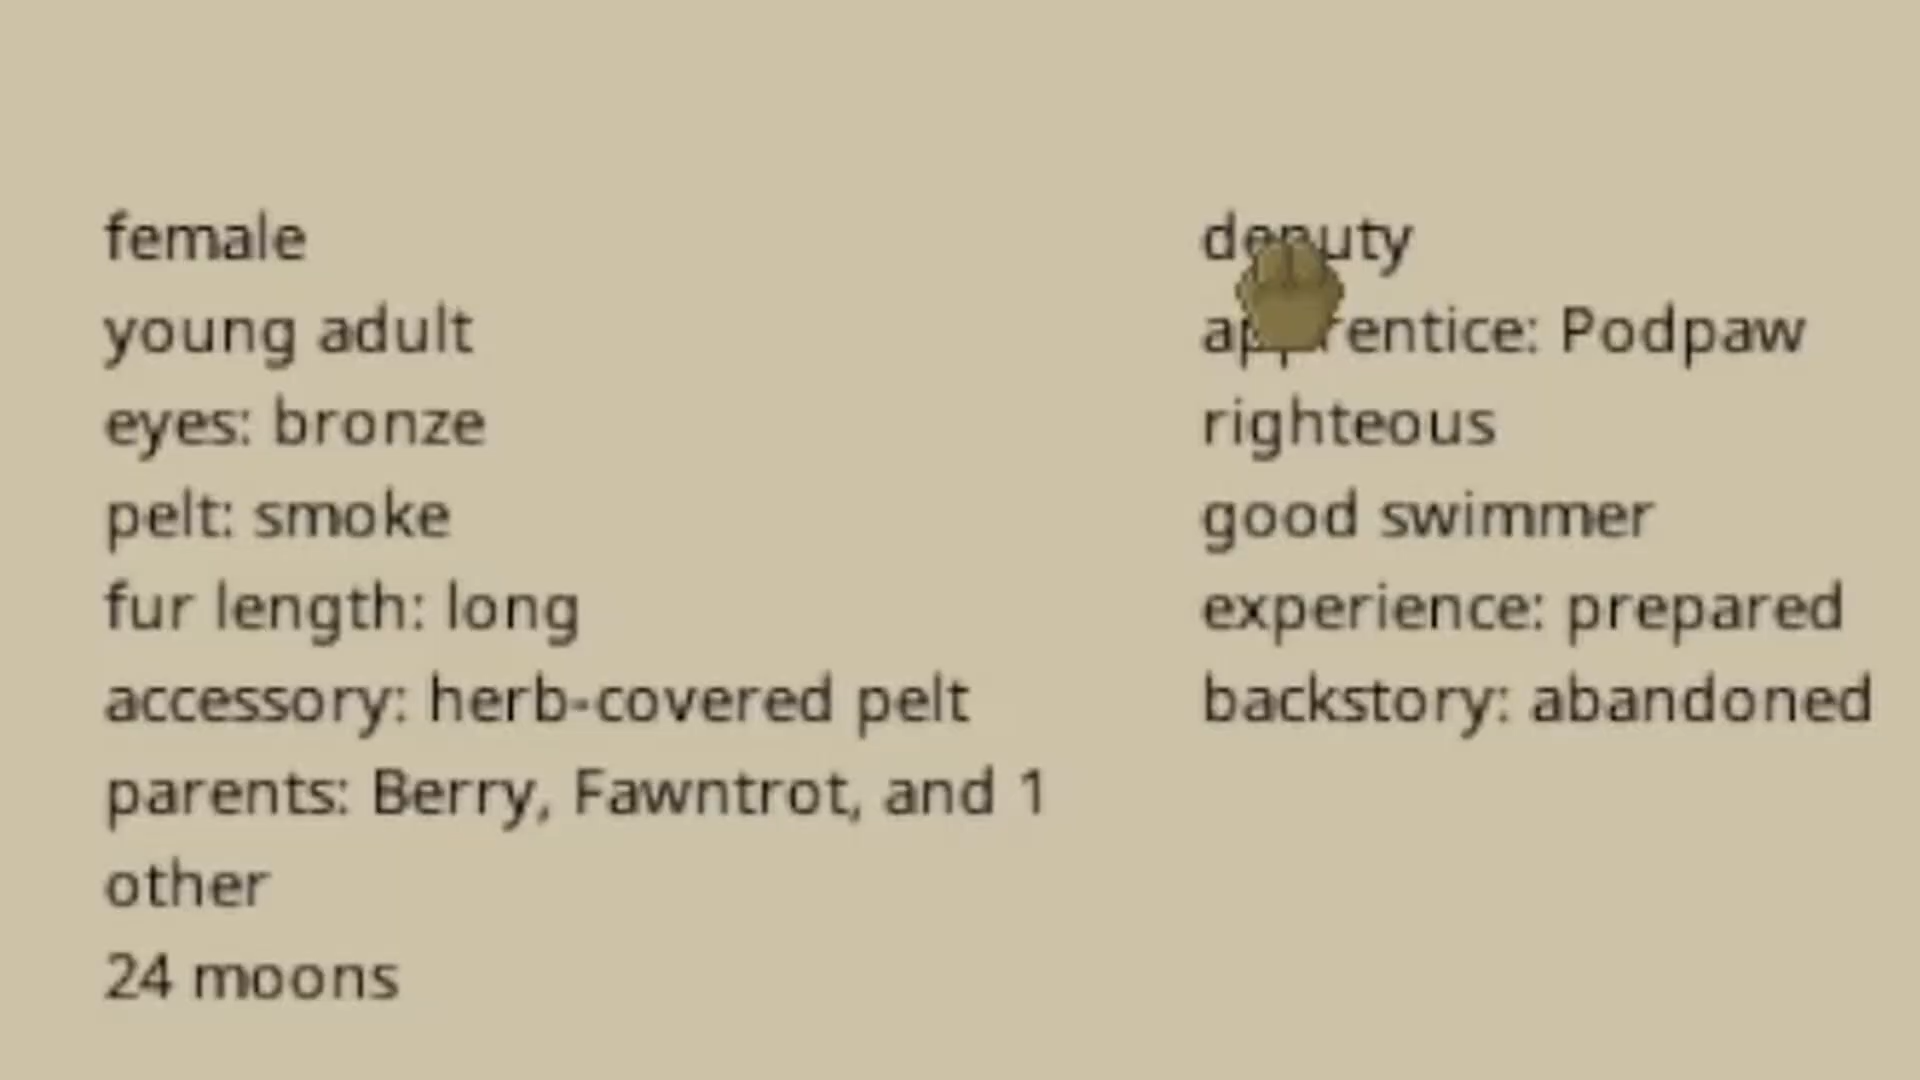 female
young adult
eyes: bronze
pelt: smoke
fur length: long
accessory: herb-covered pelt
parents: Berry, Fawntrot, and 1
other
24 moons
deputy
apprentice: Podpaw
righteous
good swimmer
experience: prepared
backstory: abandoned